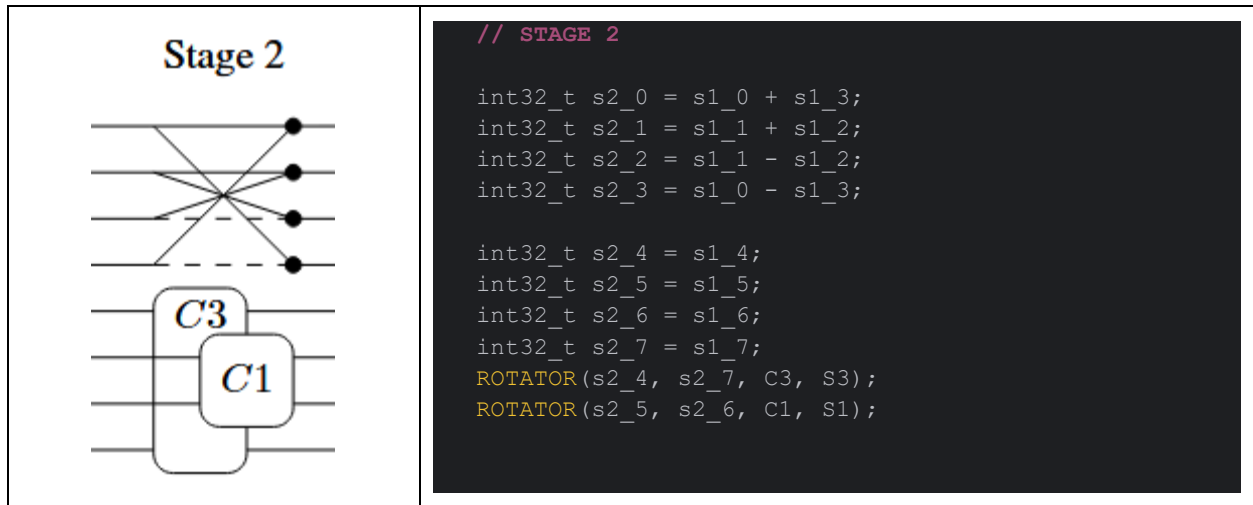 Stage 2
C3
C1
// STAGE 2
int32_t s2_0 = s1_0 + s1_3;
int32_t s2_1 = s1_1 + s1_2;
int32_t s2_2 = s1_1 - s1_2;
int32_t s2_3 = s1_0 - s1_3;
int32_t s2_4 = s1_4;
int32_t s2_5 = s1_5;
int32_t s2_6 = s1_6;
int32_t s2_7 = s1_7;
ROTATOR(s2_4, s2_7, C3, S3);
ROTATOR(s2_5, s2_6, C1, S1);